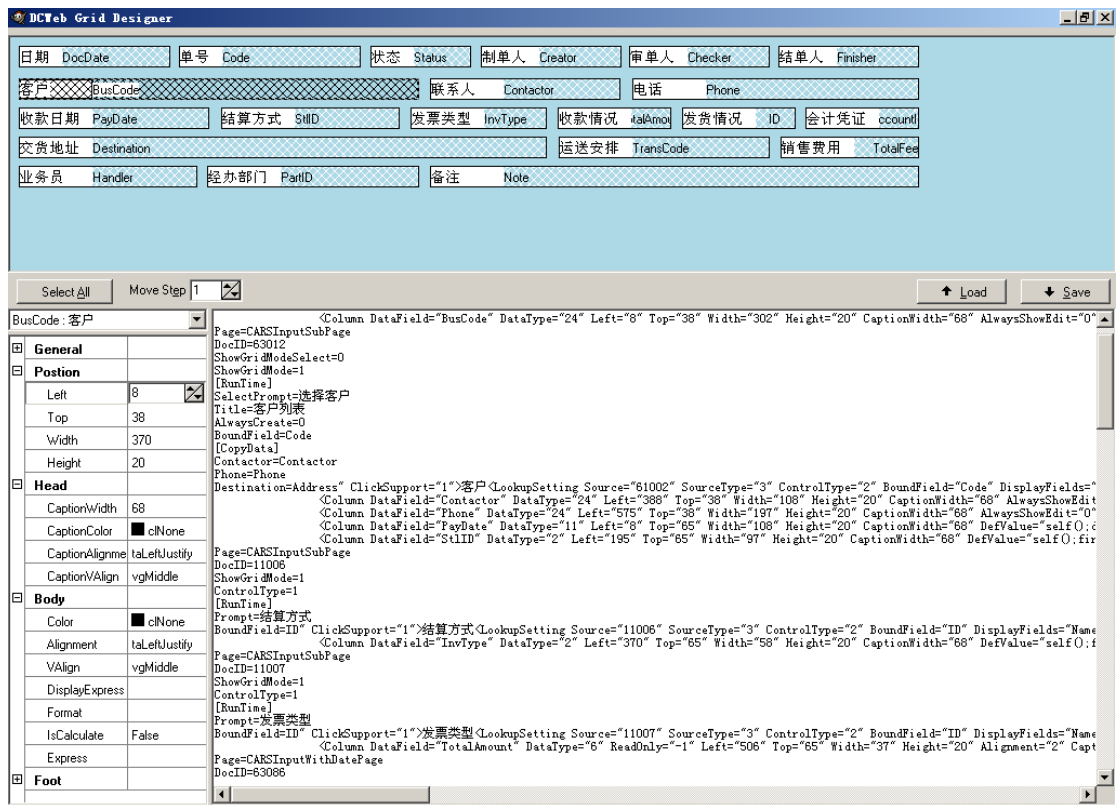 DCWeb Grid Designer
日期 DocDate 单号 Code 状态 Status 制单人 Creator 审单人 Checker 结单人 Finisher
客户 BusCode 联系人 Contactor 电话 Phone
收款日期 PayDate 结算方式 StlID 发票类型 InvType 收款情况 talAmou 发货情况 ID 会计凭证 ccountI
交货地址 Destination 运送安排 TransCode 销售费用 TotalFee
业务员 Handler 经办部门 PartID 备注 Note
Select All Move Step 1 Load Save
BusCode : 客户
General
Postion
Left 8
Top 38
Width 370
Height 20
Head
CaptionWidth 68
CaptionColor clNone
CaptionAlignme taLeftJustify
CaptionVAlign vgMiddle
Body
Color clNone
Alignment taLeftJustify
VAlign vgMiddle
DisplayExpress
Format
IsCalculate False
Express
Foot
<Column DataField="BusCode" DataType="24" Left="8" Top="38" Width="302" Height="20" CaptionWidth="68" AlwaysShowEdit="0"
Page=CARSInputSubPage
DocID=63012
ShowGridModeSelect=0
ShowGridMode=1
[RunTime]
SelectPrompt=选择客户
Title=客户列表
AlwaysCreate=0
BoundField=Code
[CopyData]
Contactor=Contactor
Phone=Phone
Destination=Address" ClickSupport="1">客户<LookupSetting Source="61002" SourceType="3" ControlType="2" BoundField="Code" DisplayFields="
<Column DataField="Contactor" DataType="24" Left="388" Top="38" Width="108" Height="20" CaptionWidth="68" AlwaysShowEdit
<Column DataField="Phone" DataType="24" Left="575" Top="38" Width="197" Height="20" CaptionWidth="68" AlwaysShowEdit="0"
<Column DataField="PayDate" DataType="11" Left="8" Top="65" Width="108" Height="20" CaptionWidth="68" DefValue="self();
<Column DataField="StlID" DataType="2" Left="195" Top="65" Width="97" Height="20" CaptionWidth="68" DefValue="self();fir
Page=CARSInputSubPage
DocID=11006
ShowGridMode=1
ControlType=1
[RunTime]
Prompt=结算方式
BoundField=ID" ClickSupport="1">结算方式<LookupSetting Source="11006" SourceType="3" ControlType="2" BoundField="ID" DisplayFields="Name
<Column DataField="InvType" DataType="2" Left="370" Top="65" Width="58" Height="20" CaptionWidth="68" DefValue="self();f
Page=CARSInputSubPage
DocID=11007
ShowGridMode=1
ControlType=1
[RunTime]
Prompt=发票类型
BoundField=ID" ClickSupport="1">发票类型<LookupSetting Source="11007" SourceType="3" ControlType="2" BoundField="ID" DisplayFields="Name
<Column DataField="TotalAmount" DataType="6" ReadOnly="-1" Left="506" Top="65" Width="37" Height="20" Alignment="2" Capt
Page=CARSInputWithDatePage
DocID=63086